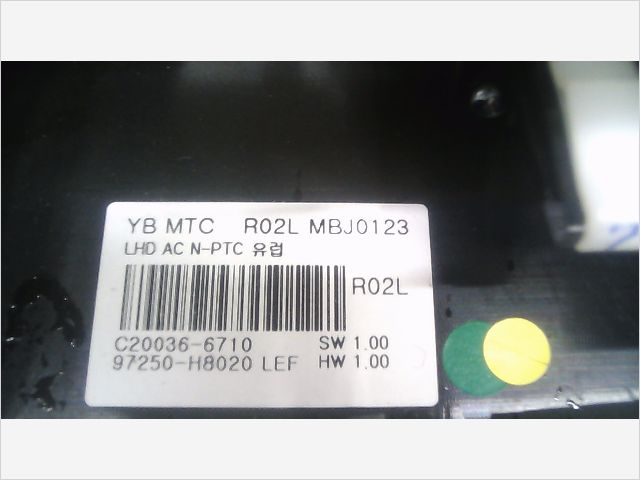 YB MTC R02L MBJ0123
LHD AC N-PTC 유럽
R02L
C20036-6710 SW 1.00
97250-H8020 LEF HW 1.00